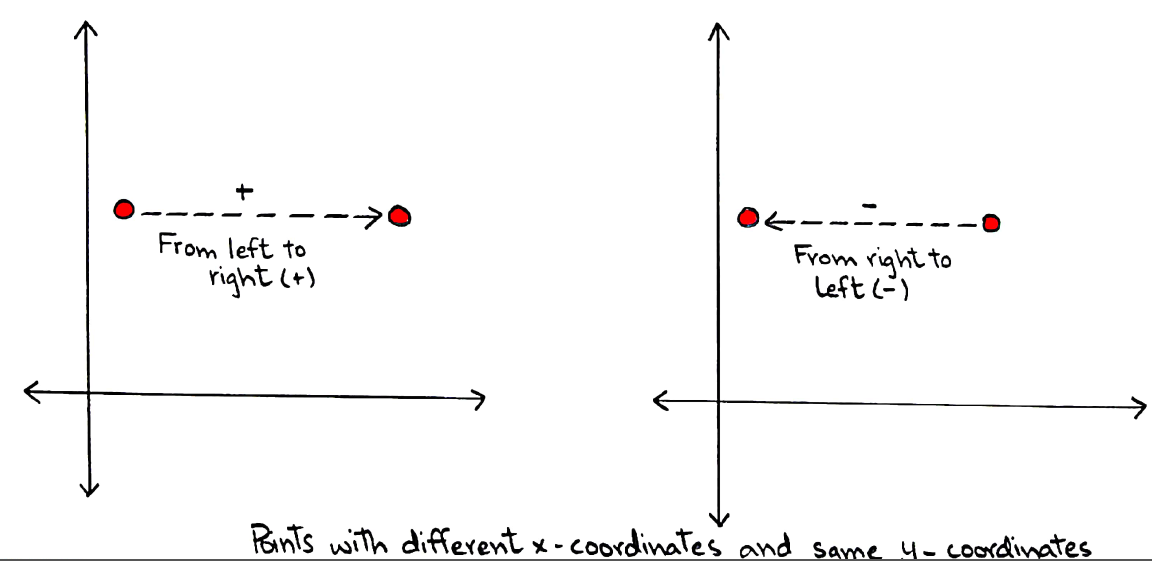 +
From left to
right (+)
-
From right to
left (-)
Points with different x-coordinates and same y-coordinates